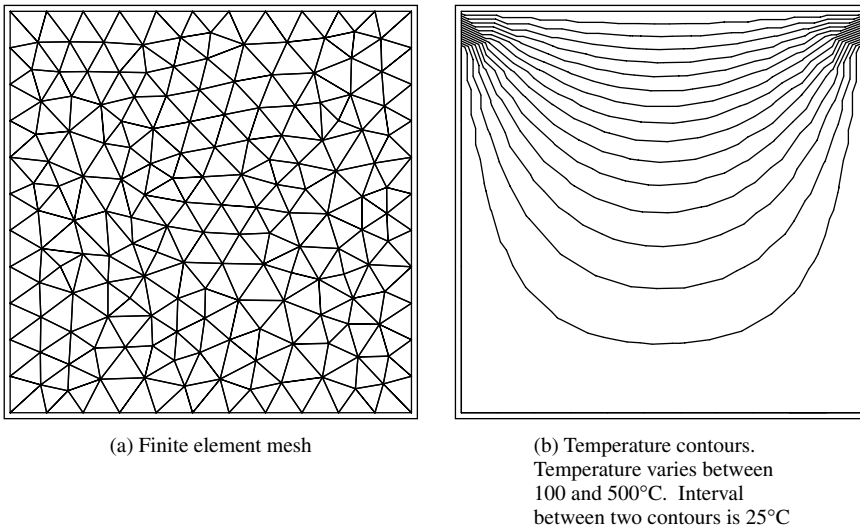 (a) Finite element mesh
(b) Temperature contours.
Temperature varies between
100 and 500°C. Interval
between two contours is 25°C